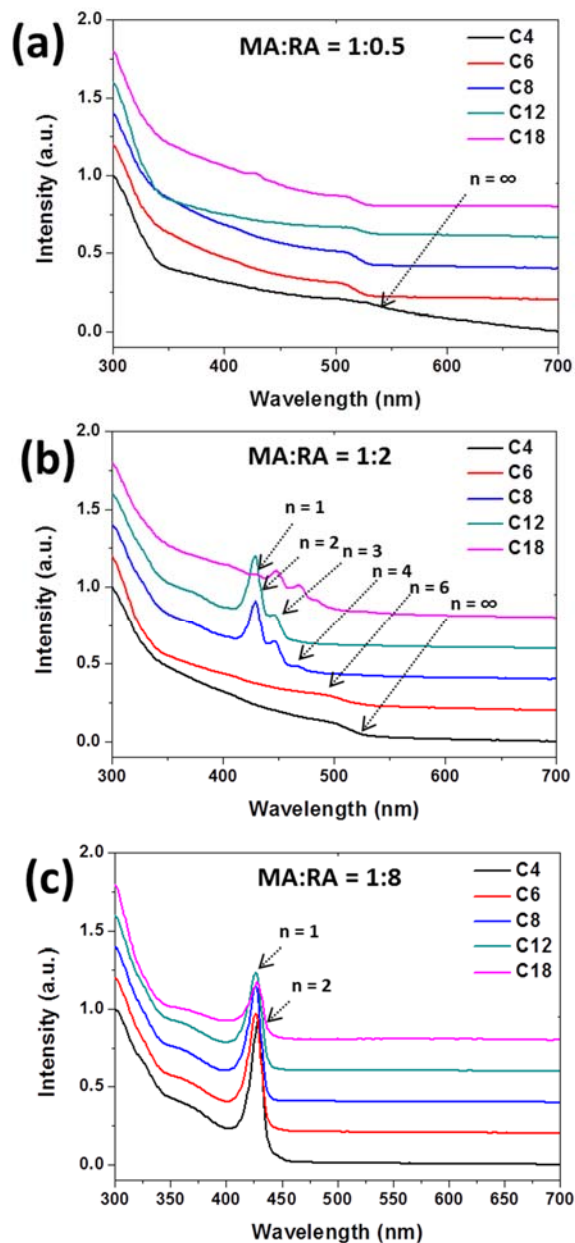 (a)
MA:RA = 1:0.5
C4
C6
C8
C12
C18
n = ∞
Intensity (a.u.)
2.0
1.5
1.0
0.5
0.0
300 400 500 600 700
Wavelength (nm)
(b)
MA:RA = 1:2
C4
C6
C8
C12
C18
n = 1
n = 2
n = 3
n = 4
n = 6
n = ∞
Intensity (a.u.)
2.0
1.5
1.0
0.5
0.0
300 400 500 600 700
Wavelength (nm)
(c)
MA:RA = 1:8
C4
C6
C8
C12
C18
n = 1
n = 2
Intensity (a.u.)
2.0
1.5
1.0
0.5
0.0
300 350 400 450 500 550 600 650 700
Wavelength (nm)